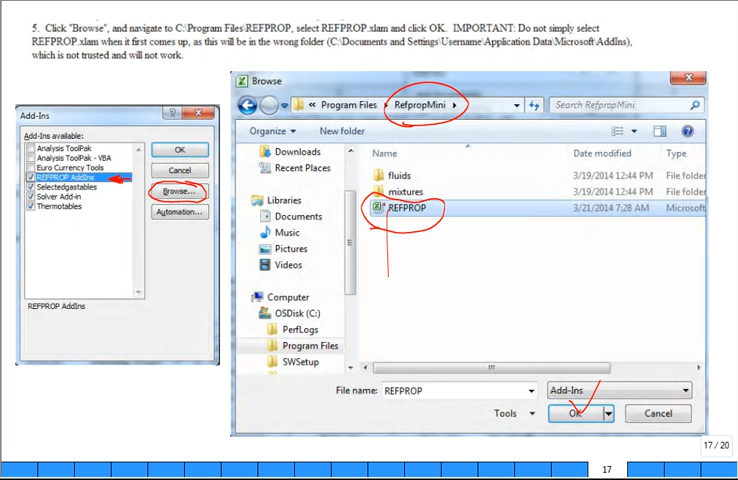 5. Click "Browse", and navigate to C:\Program Files\REFPROP, select REFPROP.xlam and click OK. IMPORTANT: Do not simply select
REFPROP.xlam when it first comes up, as this will be in the wrong folder (C:\Documents and Settings\Username\Application Data\Microsoft\AddIns),
which is not trusted and will not work.
Add-Ins
Add-Ins available:
Analysis ToolPak
Analysis ToolPak - VBA
Euro Currency Tools
REFPROP AddIns
Selectedgastables
Solver Add-in
Thermotables
OK
Cancel
Browse...
Automation...
REFPROP AddIns
Browse
« Program Files RefpropMini
Search RefpropMini
Organize New folder
Downloads
Recent Places
Libraries
Documents
Music
Pictures
Videos
Computer
OSDisk (C:)
PerfLogs
Program Files
SWSetup
Name Date modified Type
fluids 3/19/2014 12:44 PM File folder
mixtures 3/19/2014 12:44 PM File folder
REFPROP 3/21/2014 7:28 AM Microsoft
File name: REFPROP
Add-Ins
Tools OK Cancel
17 / 20
17